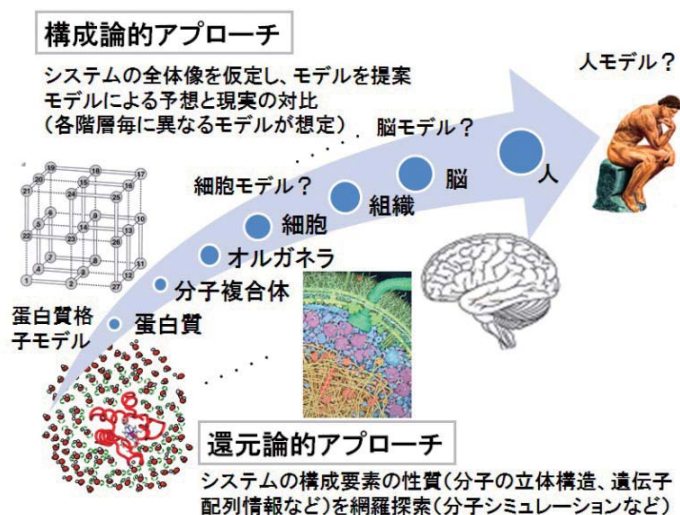 構成論的アプローチ
システムの全体像を仮定し、モデルを提案
モデルによる予想と現実の対比
（各階層毎に異なるモデルが想定）
人モデル？
脳モデル？
細胞モデル？
人
脳
組織
細胞
オルガネラ
分子複合体
蛋白質
蛋白質格
子モデル
還元論的アプローチ
システムの構成要素の性質（分子の立体構造、遺伝子
配列情報など）を網羅探索（分子シミュレーションなど）